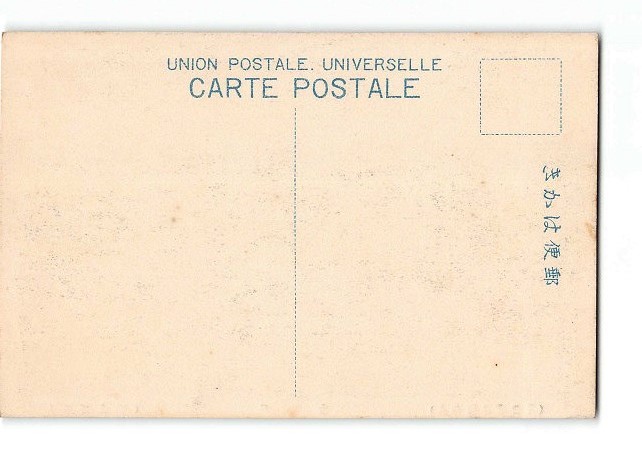 UNION POSTALE. UNIVERSELLE
CARTE POSTALE
郵便はかき